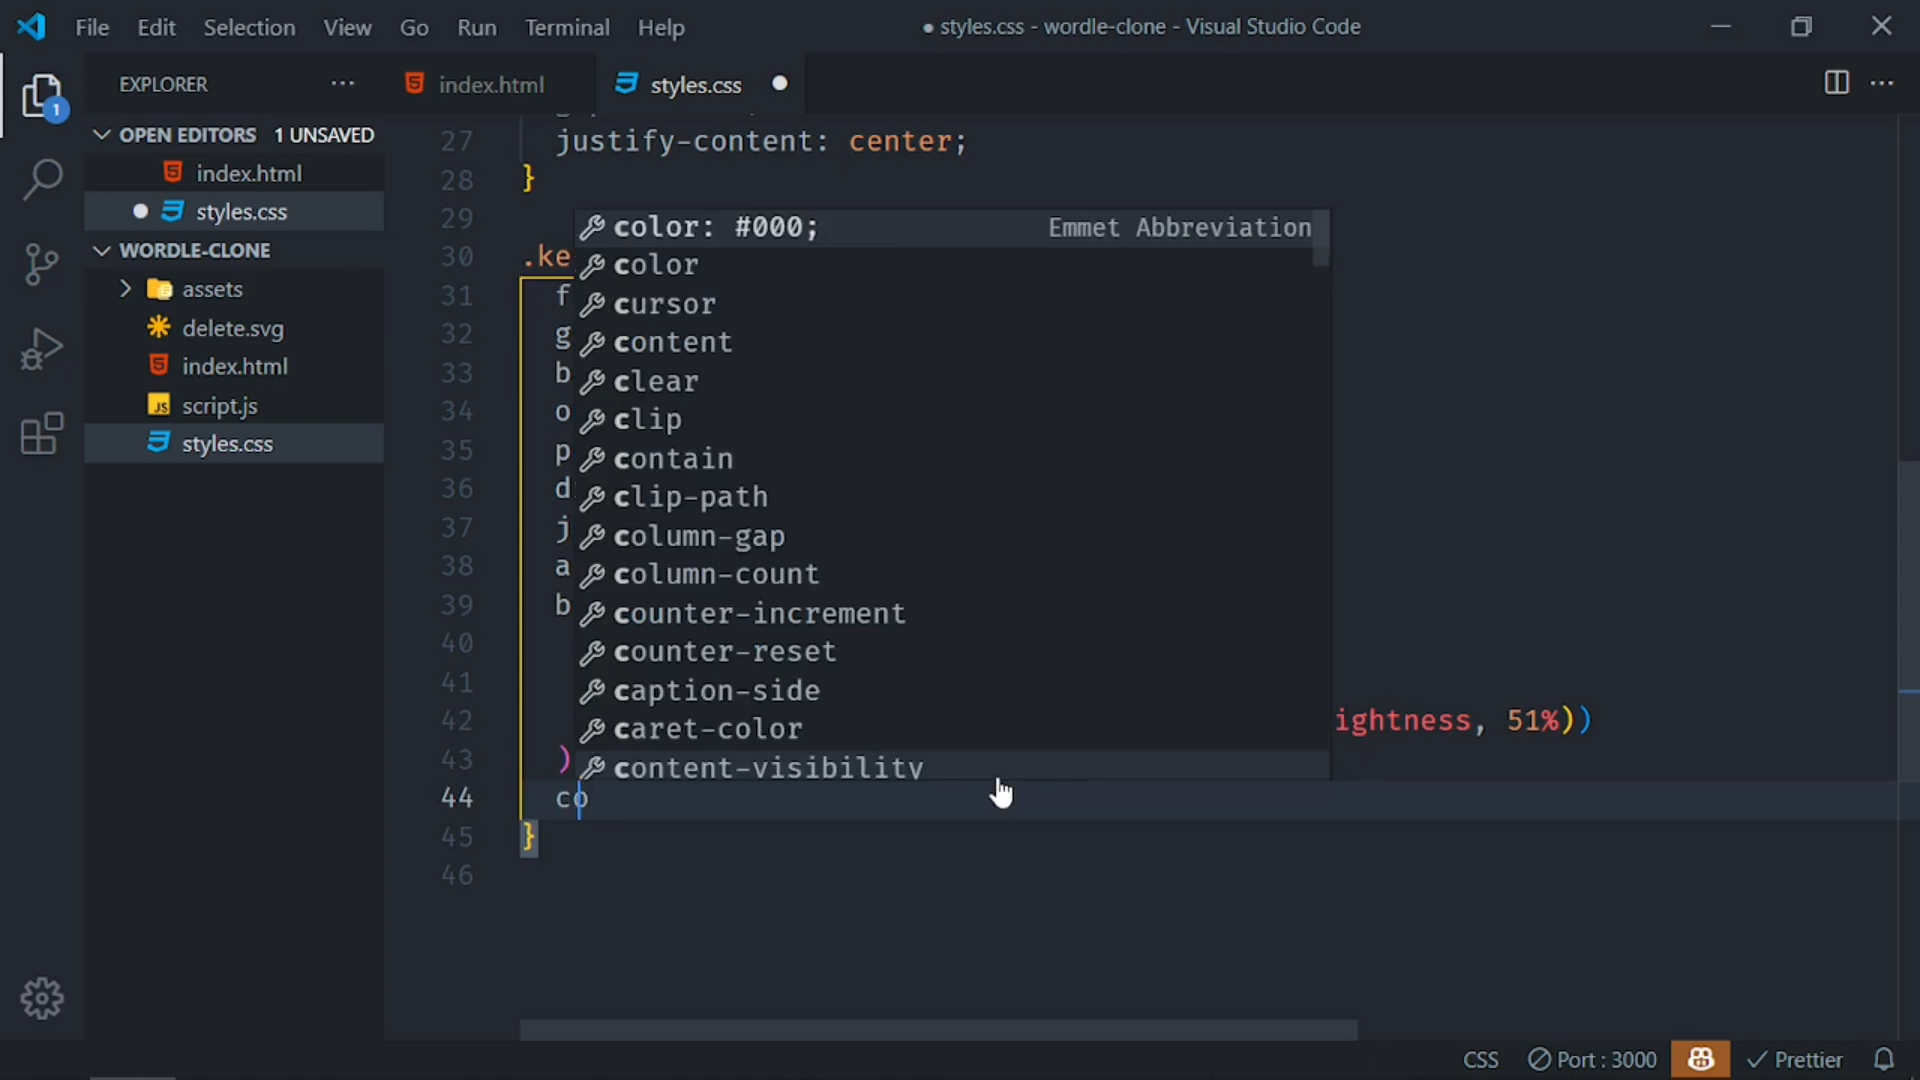 File Edit Selection View Go Run Terminal Help
● styles.css - wordle-clone - Visual Studio Code
EXPLORER ···
index.html
styles.css
1
OPEN EDITORS 1 UNSAVED
index.html
styles.css
WORDLE-CLONE
assets
delete.svg
index.html
script.js
styles.css
27 justify-content: center;
28 }
29
30 .ke
31 f
32 g
33 b
34 o
35 p
36 d
37 j
38 a
39 b
40
41
42 ightness, 51%))
43 )
44 co
45 }
46
color: #000; Emmet Abbreviation
color
cursor
content
clear
clip
contain
clip-path
column-gap
column-count
counter-increment
counter-reset
caption-side
caret-color
content-visibility
CSS Port : 3000 Prettier